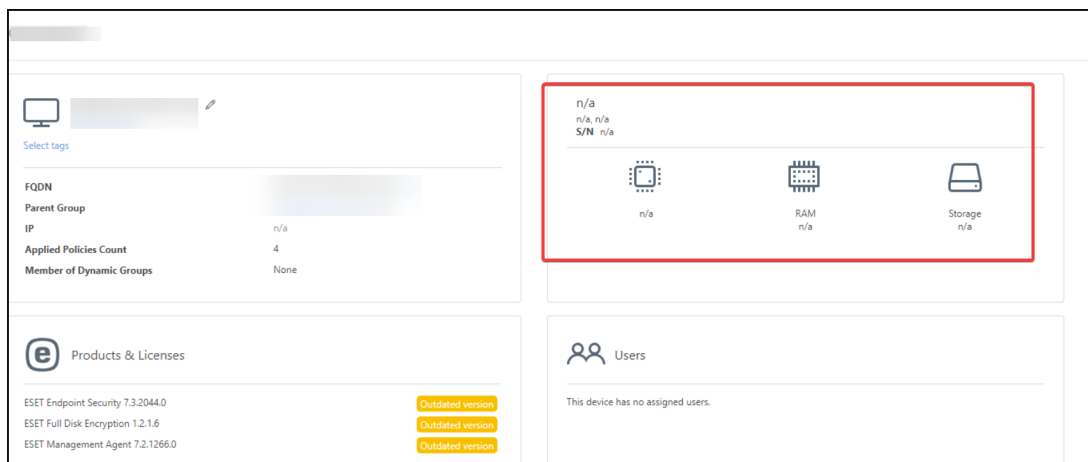 Select tags
FQDN
Parent Group
IP n/a
Applied Policies Count 4
Member of Dynamic Groups None
n/a
n/a, n/a
S/N n/a
n/a
RAM
n/a
Storage
n/a
e Products & Licenses
ESET Endpoint Security 7.3.2044.0 Outdated version
ESET Full Disk Encryption 1.2.1.6 Outdated version
ESET Management Agent 7.2.1266.0 Outdated version
Users
This device has no assigned users.